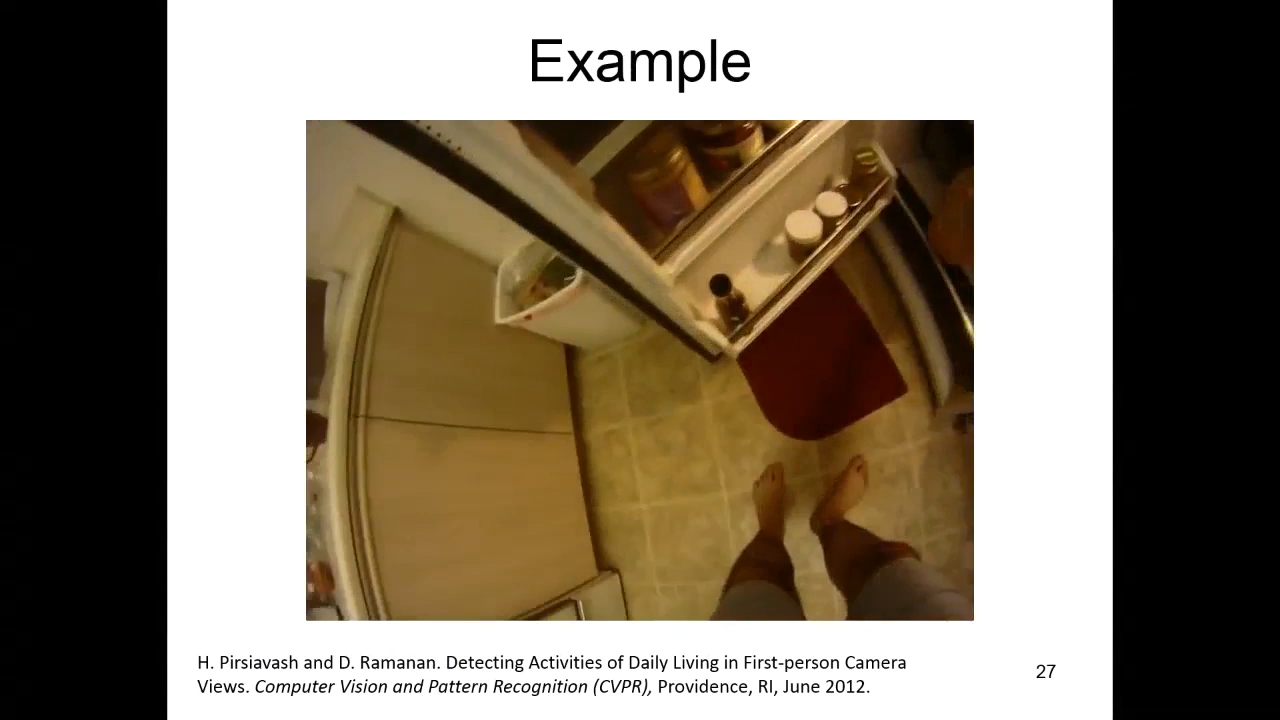 Example
H. Pirsiavash and D. Ramanan. Detecting Activities of Daily Living in First-person Camera
Views. Computer Vision and Pattern Recognition (CVPR), Providence, RI, June 2012.
27